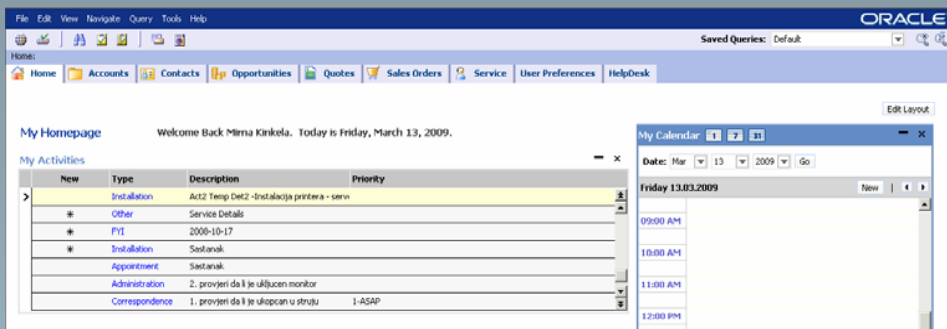 File Edit View Navigate Query Tools Help
ORACLE
Saved Queries: Default
Home:
Home Accounts Contacts Opportunities Quotes Sales Orders Service User Preferences HelpDesk
Edit Layout
My Homepage Welcome Back Mirna Kinkela. Today is Friday, March 13, 2009.
My Calendar 1 7 31
My Activities
Date: Mar 13 2009 Go
New Type Description Priority
Friday 13.03.2009 New
Installation Act2 Temp Det2 -Instalacija printera - serv
* Other Service Details
09:00 AM
* FYI 2008-10-17
* Installation Sastanak
10:00 AM
Appointment Sastanak
Administration 2. provjeri da li je uključen monitor
11:00 AM
Correspondence 1. provjeri da li je ukopcan u struju 1-ASAP
12:00 PM